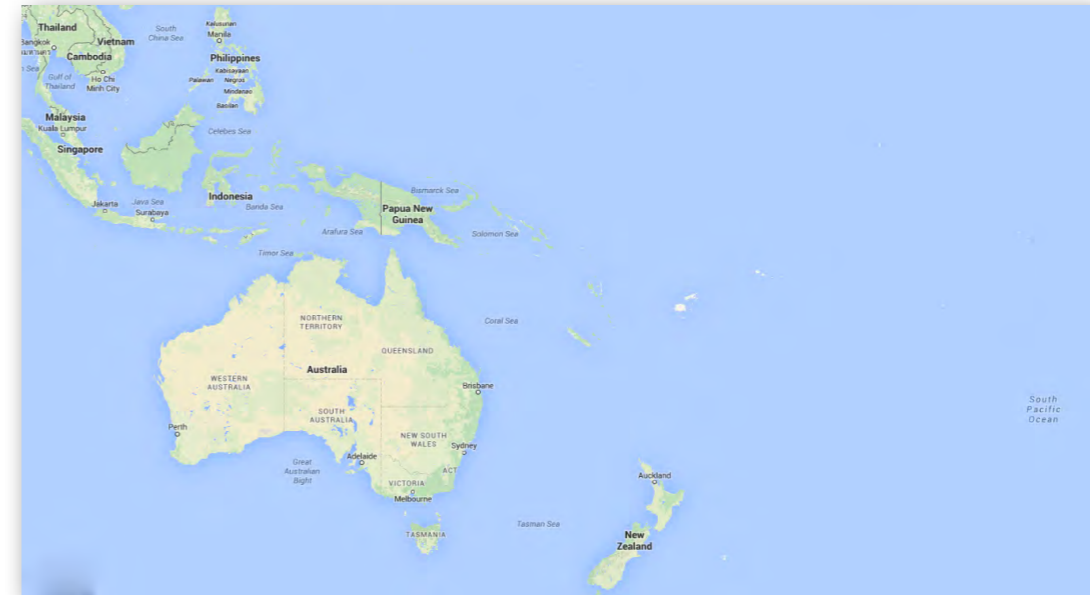 Thailand
Bangkok
Vietnam
Cambodia
Gulf of
Thailand
Ho Chi
Minh City
South
China Sea
Manila
Philippines
Palawan
Negros
Mindanao
Basilan
Malaysia
Kuala Lumpur
Singapore
Celebes Sea
Jakarta
Java Sea
Surabaya
Indonesia
Banda Sea
Bismarck Sea
Papua New
Guinea
Arafura Sea
Solomon Sea
Timor Sea
NORTHERN
TERRITORY
Coral Sea
QUEENSLAND
Australia
WESTERN
AUSTRALIA
Brisbane
SOUTH
AUSTRALIA
Perth
NEW SOUTH
WALES
Sydney
Adelaide
Great
Australian
Bight
ACT
VICTORIA
Melbourne
TASMANIA
Tasman Sea
Auckland
New
Zealand
South
Pacific
Ocean